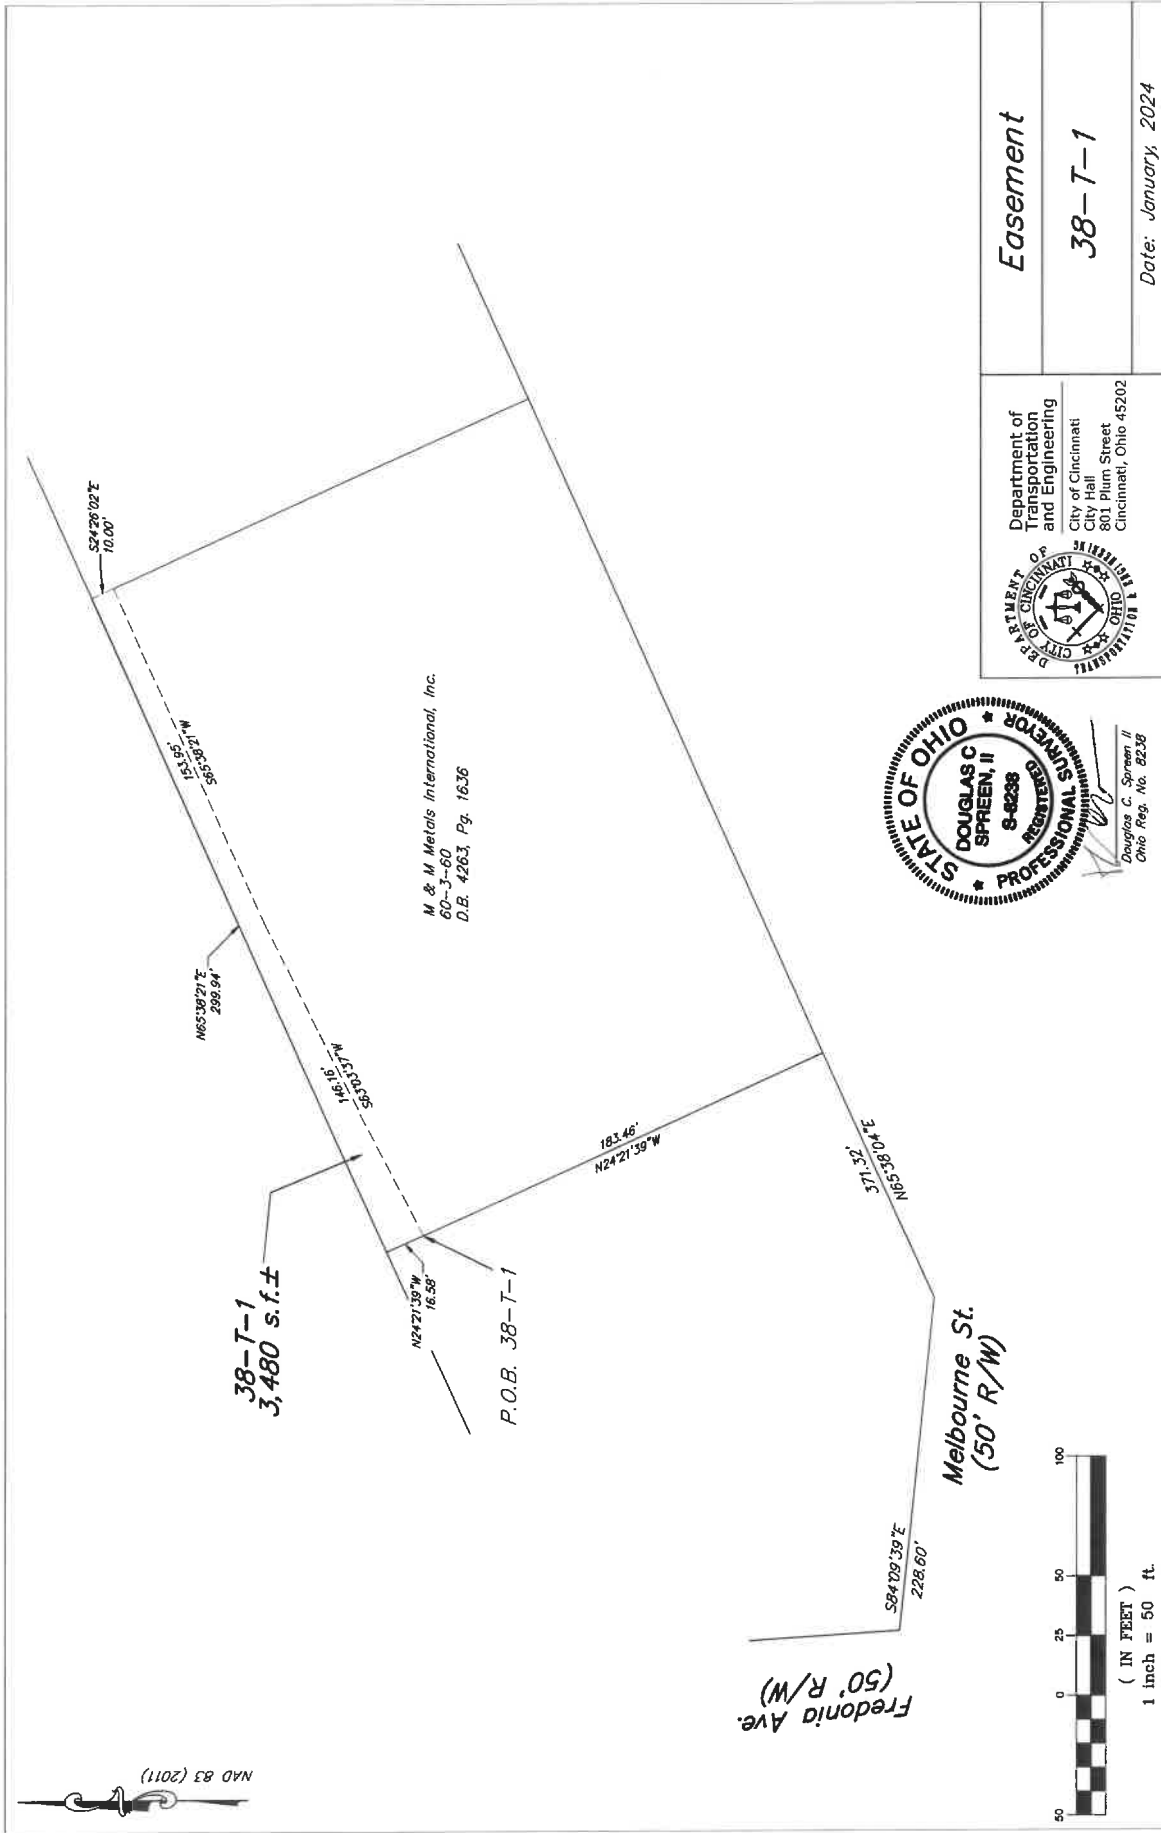 NAD 83 (2011)
38-T-1
3,480 s.f.±
N65°38'21"E
299.94'
S24°26'02"E
10.00'
153.95'
S65°38'21"W
146.16'
S63°03'37"W
N24°21'39"W
16.58'
P.O.B. 38-T-1
M & M Metals International, Inc.
60-3-60
D.B. 4263, Pg. 1636
183.46'
N24°21'39"W
371.32'
N65°38'04"E
S84°09'39"E
228.60'
Fredonia Ave.
(50' R/W)
Melbourne St.
(50' R/W)
50 0 25 50 100
( IN FEET )
1 inch = 50 ft.
STATE OF OHIO
DOUGLAS C
SPREEN, II
S-8238
REGISTERED
PROFESSIONAL SURVEYOR
Douglas C. Spreen II
Ohio Reg. No. 8238
DEPARTMENT OF
TRANSPORTATION & ENGINEERING
CITY OF CINCINNATI
OHIO
Department of
Transportation
and Engineering
City of Cincinnati
City Hall
801 Plum Street
Cincinnati, Ohio 45202
Easement
38-T-1
Date: January, 2024